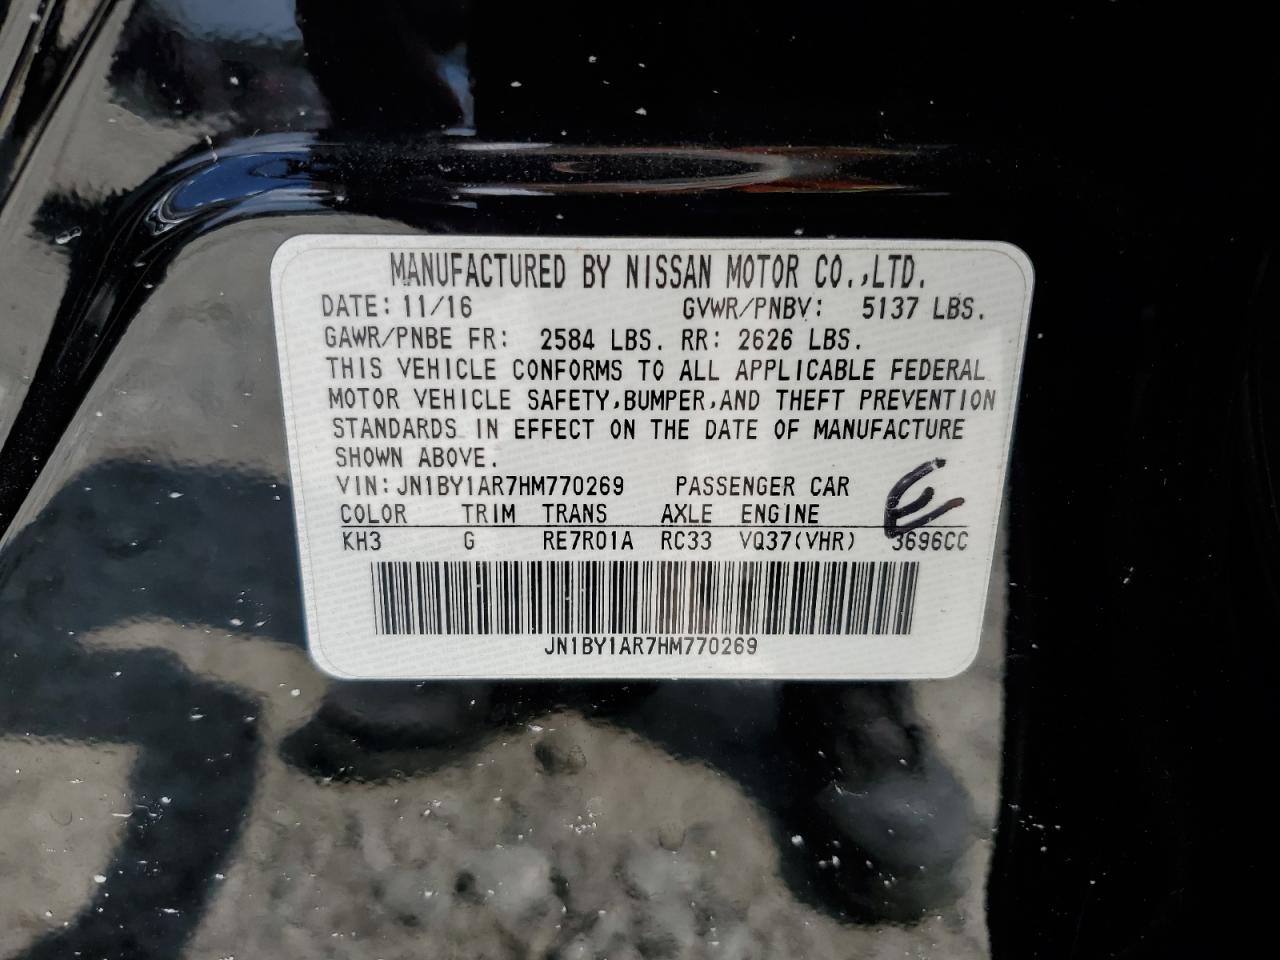 MANUFACTURED BY NISSAN MOTOR CO.,LTD.
DATE: 11/16 GVWR/PNBV: 5137 LBS.
GAWR/PNBE FR: 2584 LBS. RR: 2626 LBS.
THIS VEHICLE CONFORMS TO ALL APPLICABLE FEDERAL
MOTOR VEHICLE SAFETY,BUMPER,AND THEFT PREVENTION
STANDARDS IN EFFECT ON THE DATE OF MANUFACTURE
SHOWN ABOVE.
VIN: JN1BY1AR7HM770269 PASSENGER CAR
COLOR TRIM TRANS AXLE ENGINE
KH3 G RE7R01A RC33 VQ37(VHR) 3696CC
JN1BY1AR7HM770269